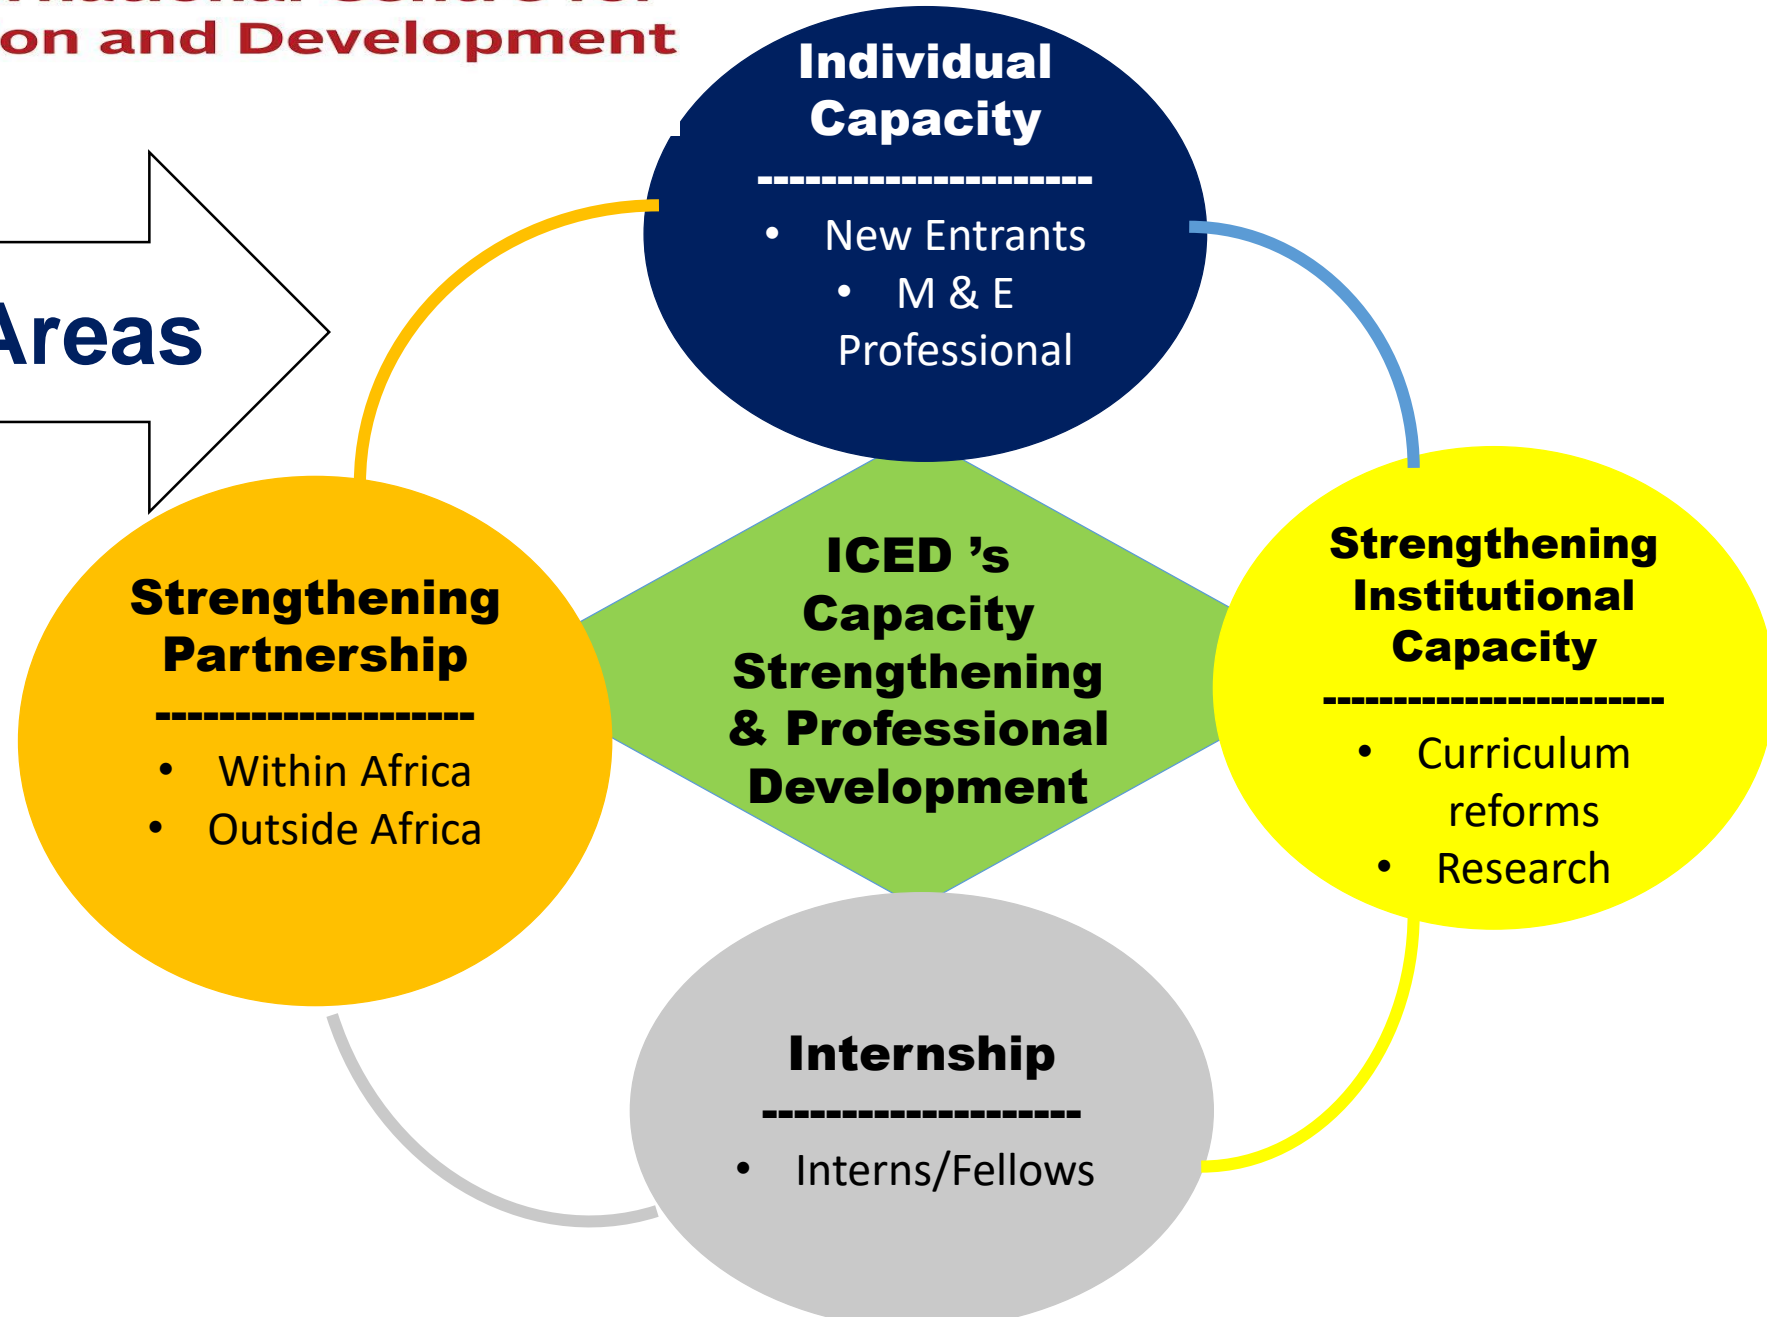 on and Development
Individual
Capacity
---------------------
• New Entrants
• M & E
Professional
Areas
ICED ’s
Capacity
Strengthening
& Professional
Development
Strengthening
Partnership
--------------------
• Within Africa
• Outside Africa
Strengthening
Institutional
Capacity
------------------------
• Curriculum
reforms
• Research
Internship
--------------------
• Interns/Fellows